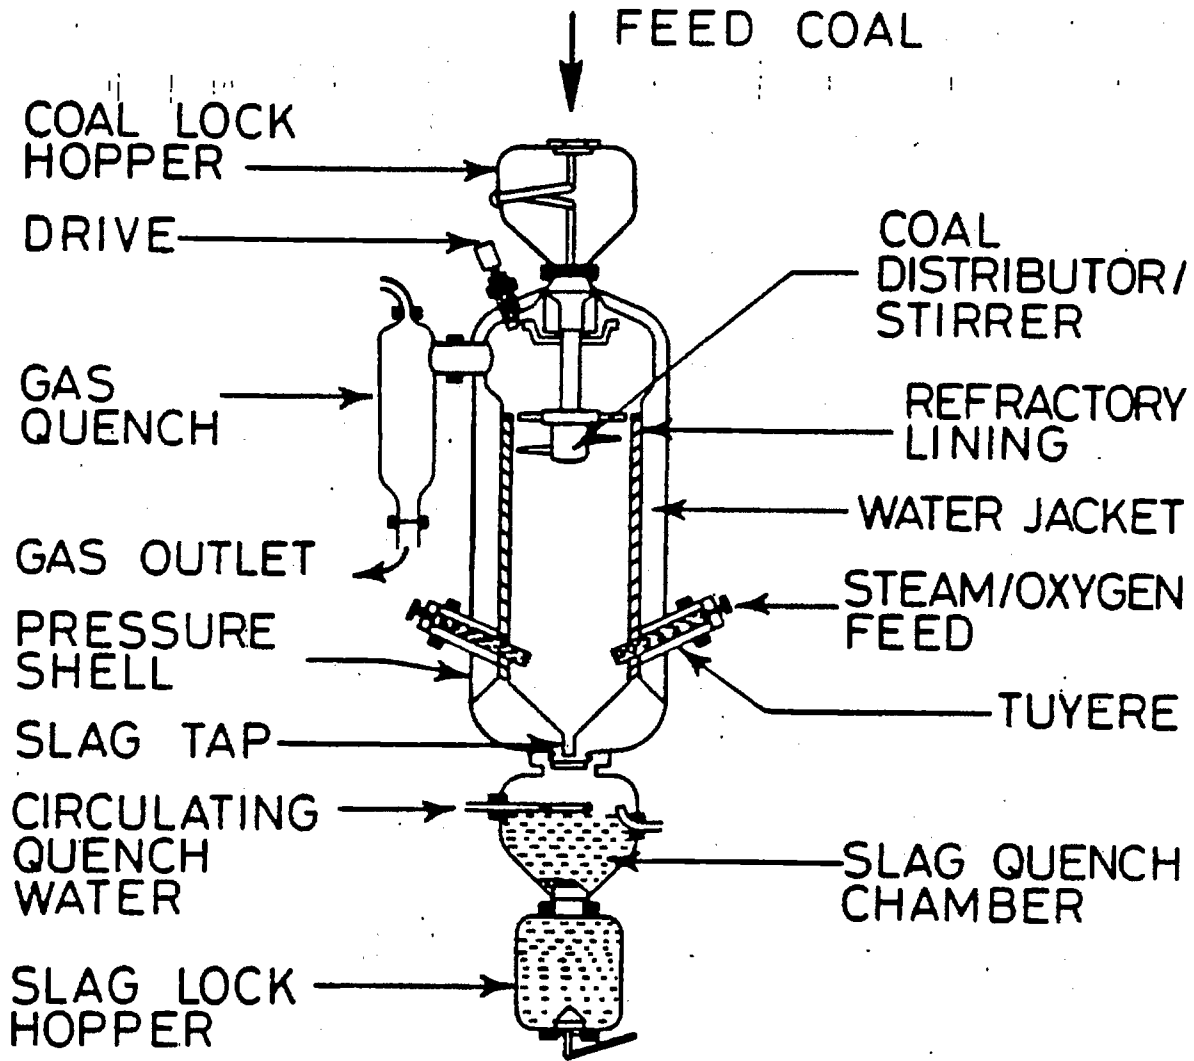 FEED COAL
COAL LOCK
HOPPER
DRIVE
COAL
DISTRIBUTOR/
STIRRER
GAS
QUENCH
REFRACTORY
LINING
WATER JACKET
GAS OUTLET
STEAM/OXYGEN
FEED
PRESSURE
SHELL
TUYERE
SLAG TAP
CIRCULATING
QUENCH
WATER
SLAG QUENCH
CHAMBER
SLAG LOCK
HOPPER